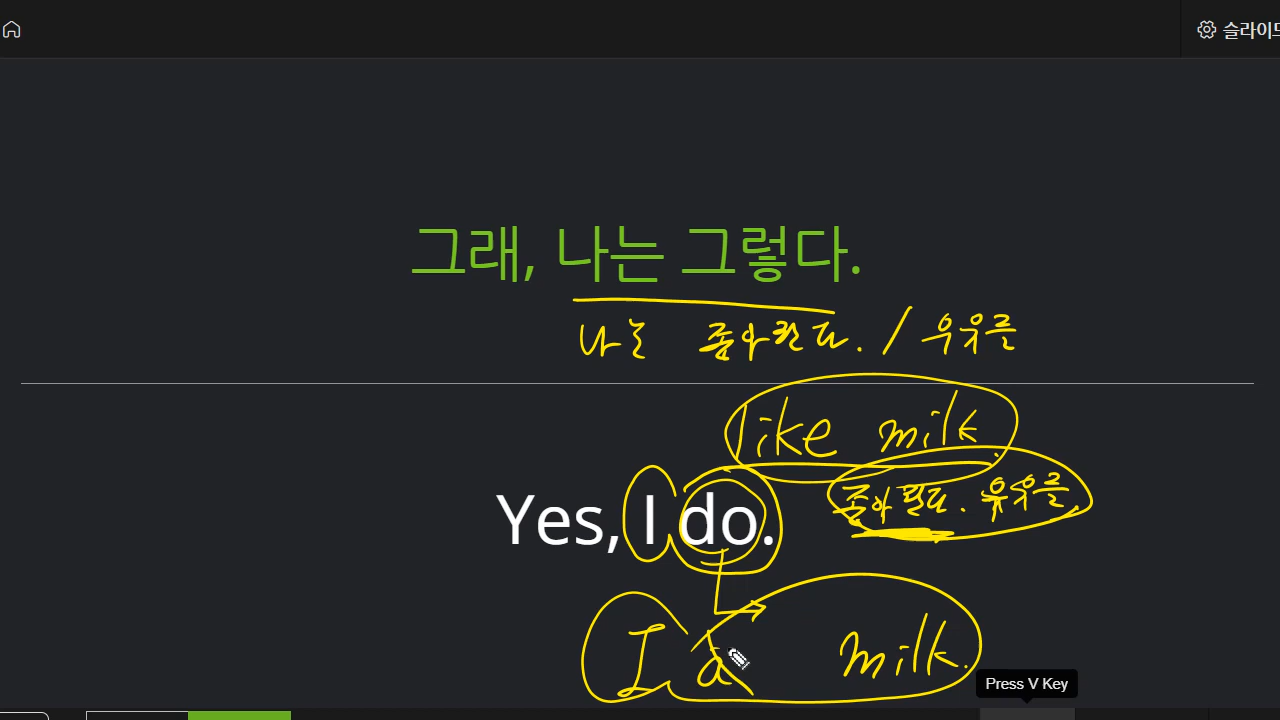 슬라이드
그래, 나는 그렇다.
나는 좋아한다. / 우유를
like milk.
Yes, I do.
좋아한다. 우유를
I d milk.
Press V Key